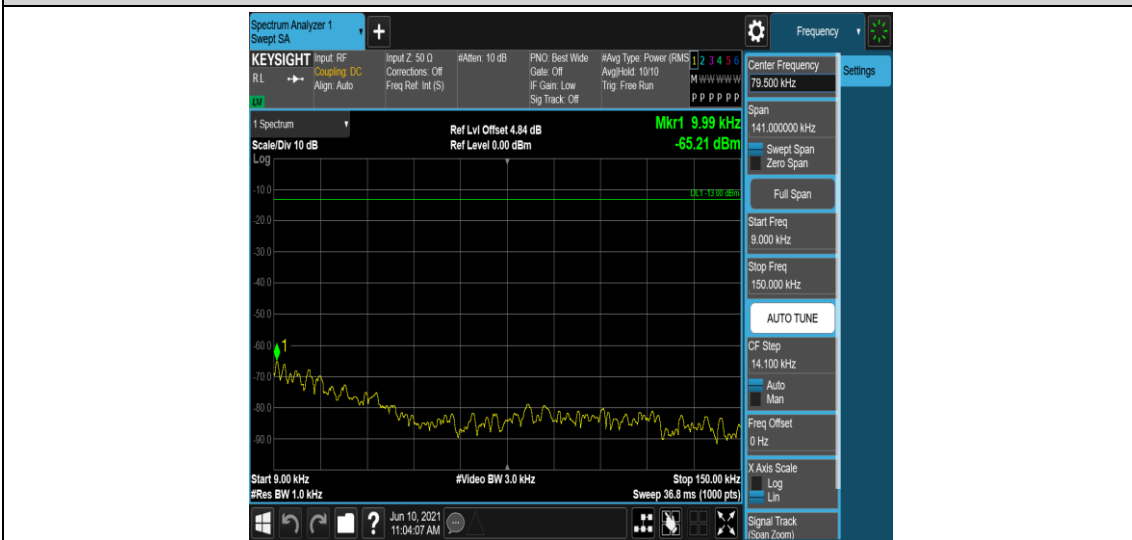 Spectrum Analyzer 1
Swept SA
+
Frequency
KEYSIGHT
RL
LXI
Input: RF
Coupling: DC
Align: Auto
Input Z: 50 Ω
Corrections: Off
Freq Ref: Int (S)
#Atten: 10 dB
PNO: Best Wide
Gate: Off
IF Gain: Low
Sig Track: Off
#Avg Type: Power (RMS
Avg|Hold: 10/10
Trig: Free Run
1 2 3 4 5 6
M W W W W W
P P P P P P
Center Frequency
79.500 kHz
Settings
Span
141.000000 kHz
Swept Span
Zero Span
Full Span
Start Freq
9.000 kHz
Stop Freq
150.000 kHz
AUTO TUNE
CF Step
14.100 kHz
Auto
Man
Freq Offset
0 Hz
X Axis Scale
Log
Lin
Signal Track
(Span Zoom)
1 Spectrum
Scale/Div 10 dB
Log
Ref Lvl Offset 4.84 dB
Ref Level 0.00 dBm
Mkr1 9.99 kHz
-65.21 dBm
DL1 -13.00 dBm
-10.0
-20.0
-30.0
-40.0
-50.0
-60.0
1
-70.0
-80.0
-90.0
Start 9.00 kHz
#Res BW 1.0 kHz
#Video BW 3.0 kHz
Stop 150.00 kHz
Sweep 36.8 ms (1000 pts)
?
Jun 10, 2021
11:04:07 AM